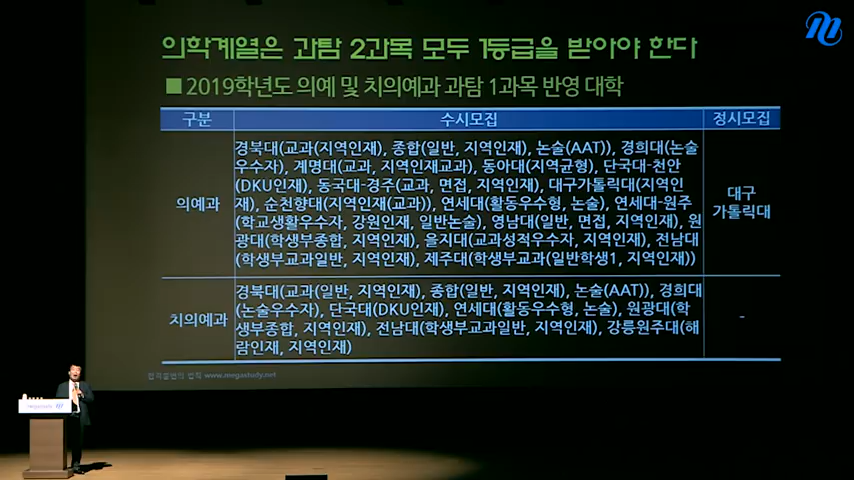 의학계열은 과탐 2과목 모두 1등급을 받아야 한다
■ 2019학년도 의예 및 치의예과 과탐 1과목 반영 대학
구분 수시모집 정시모집
의예과
경북대(교과(지역인재), 종합(일반, 지역인재), 논술(AAT)), 경희대(논술
우수자), 계명대(교과, 지역인재교과), 동아대(지역균형), 단국대-천안
(DKU인재), 동국대-경주(교과, 면접, 지역인재), 대구가톨릭대(지역인
재), 순천향대(지역인재(교과)), 연세대(활동우수형, 논술), 연세대-원주
(학교생활우수자, 강원인재, 일반논술), 영남대(일반, 면접, 지역인재), 원
광대(학생부종합, 지역인재), 을지대(교과성적우수자, 지역인재), 전남대
(학생부교과일반, 지역인재), 제주대(학생부교과(일반학생1, 지역인재))
대구
가톨릭대
치의예과
경북대(교과(일반, 지역인재), 종합(일반, 지역인재), 논술(AAT)), 경희대
(논술우수자), 단국대(DKU인재), 연세대(활동우수형, 논술), 원광대(학
생부종합, 지역인재), 전남대(학생부교과일반, 지역인재), 강릉원주대(해
람인재, 지역인재)
-
www.megastudy.net